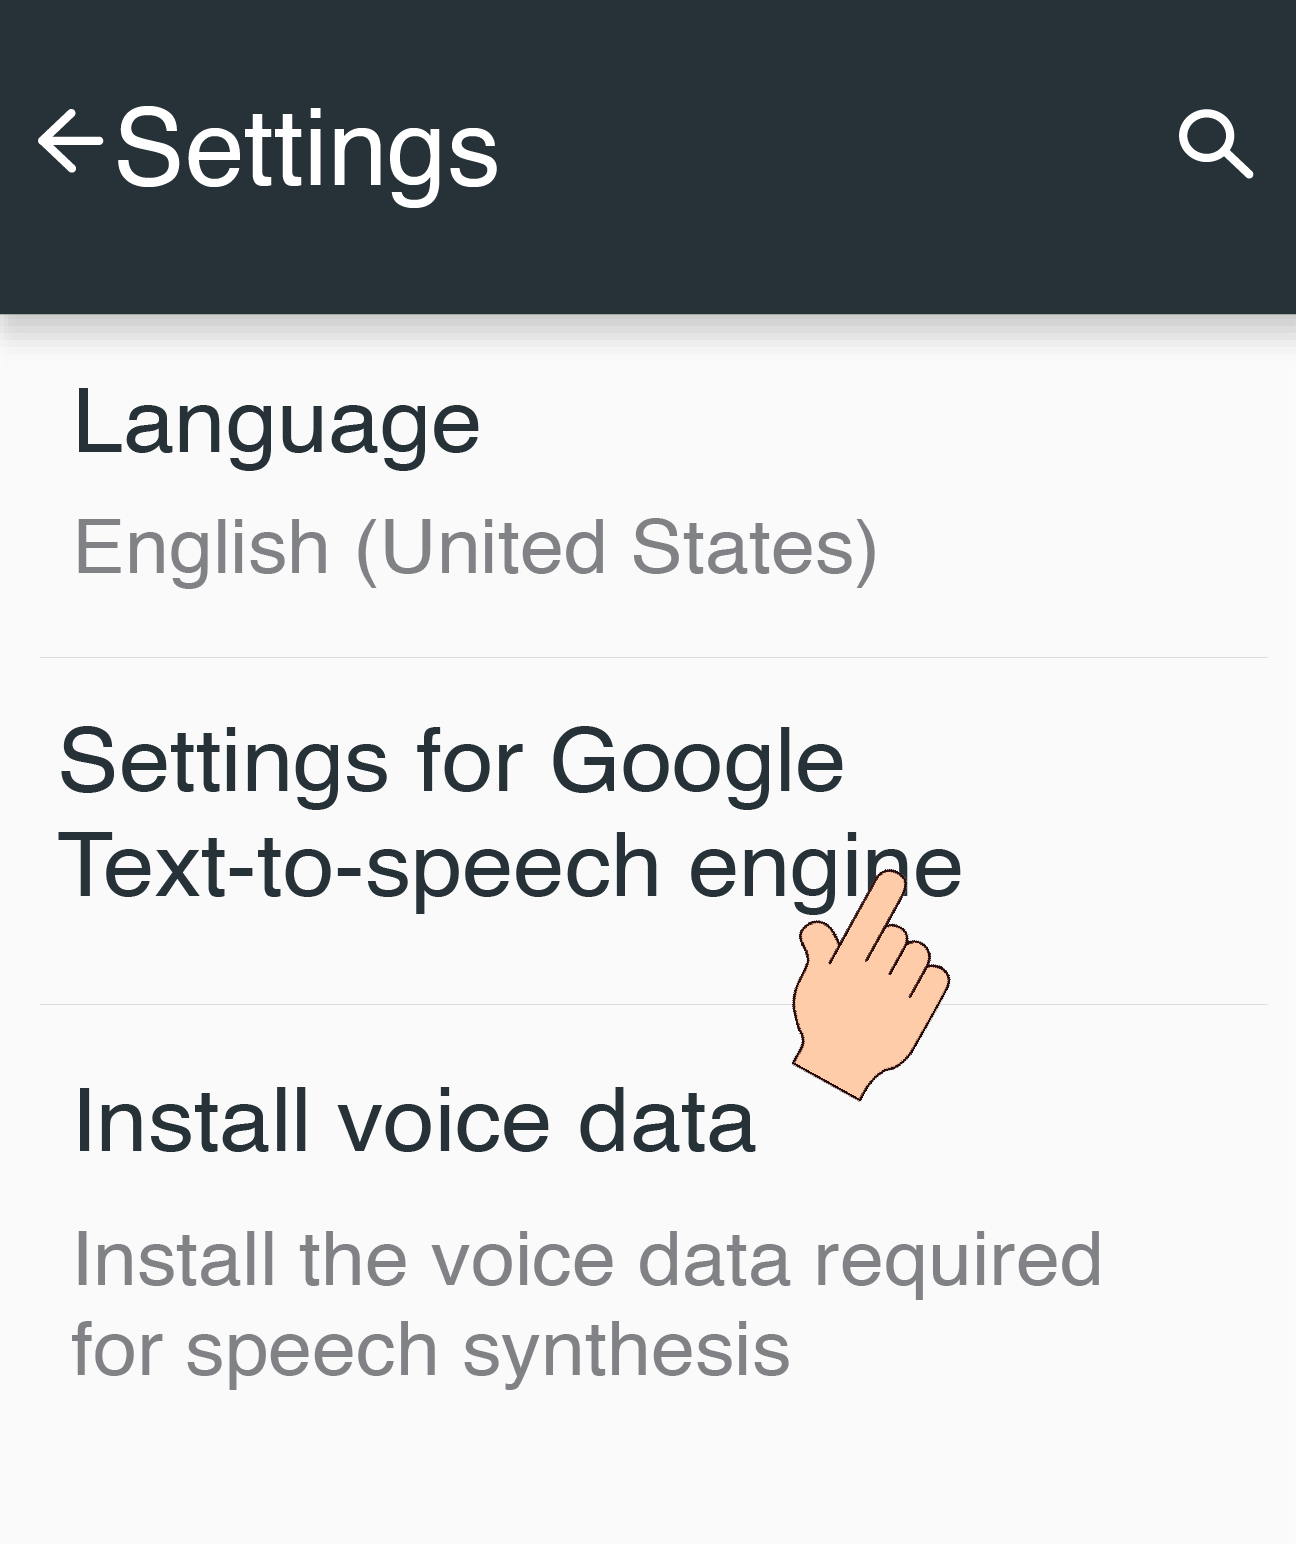 Settings
Language
English (United States)
Settings for Google
Text-to-speech engine
Install voice data
Install the voice data required
for speech synthesis